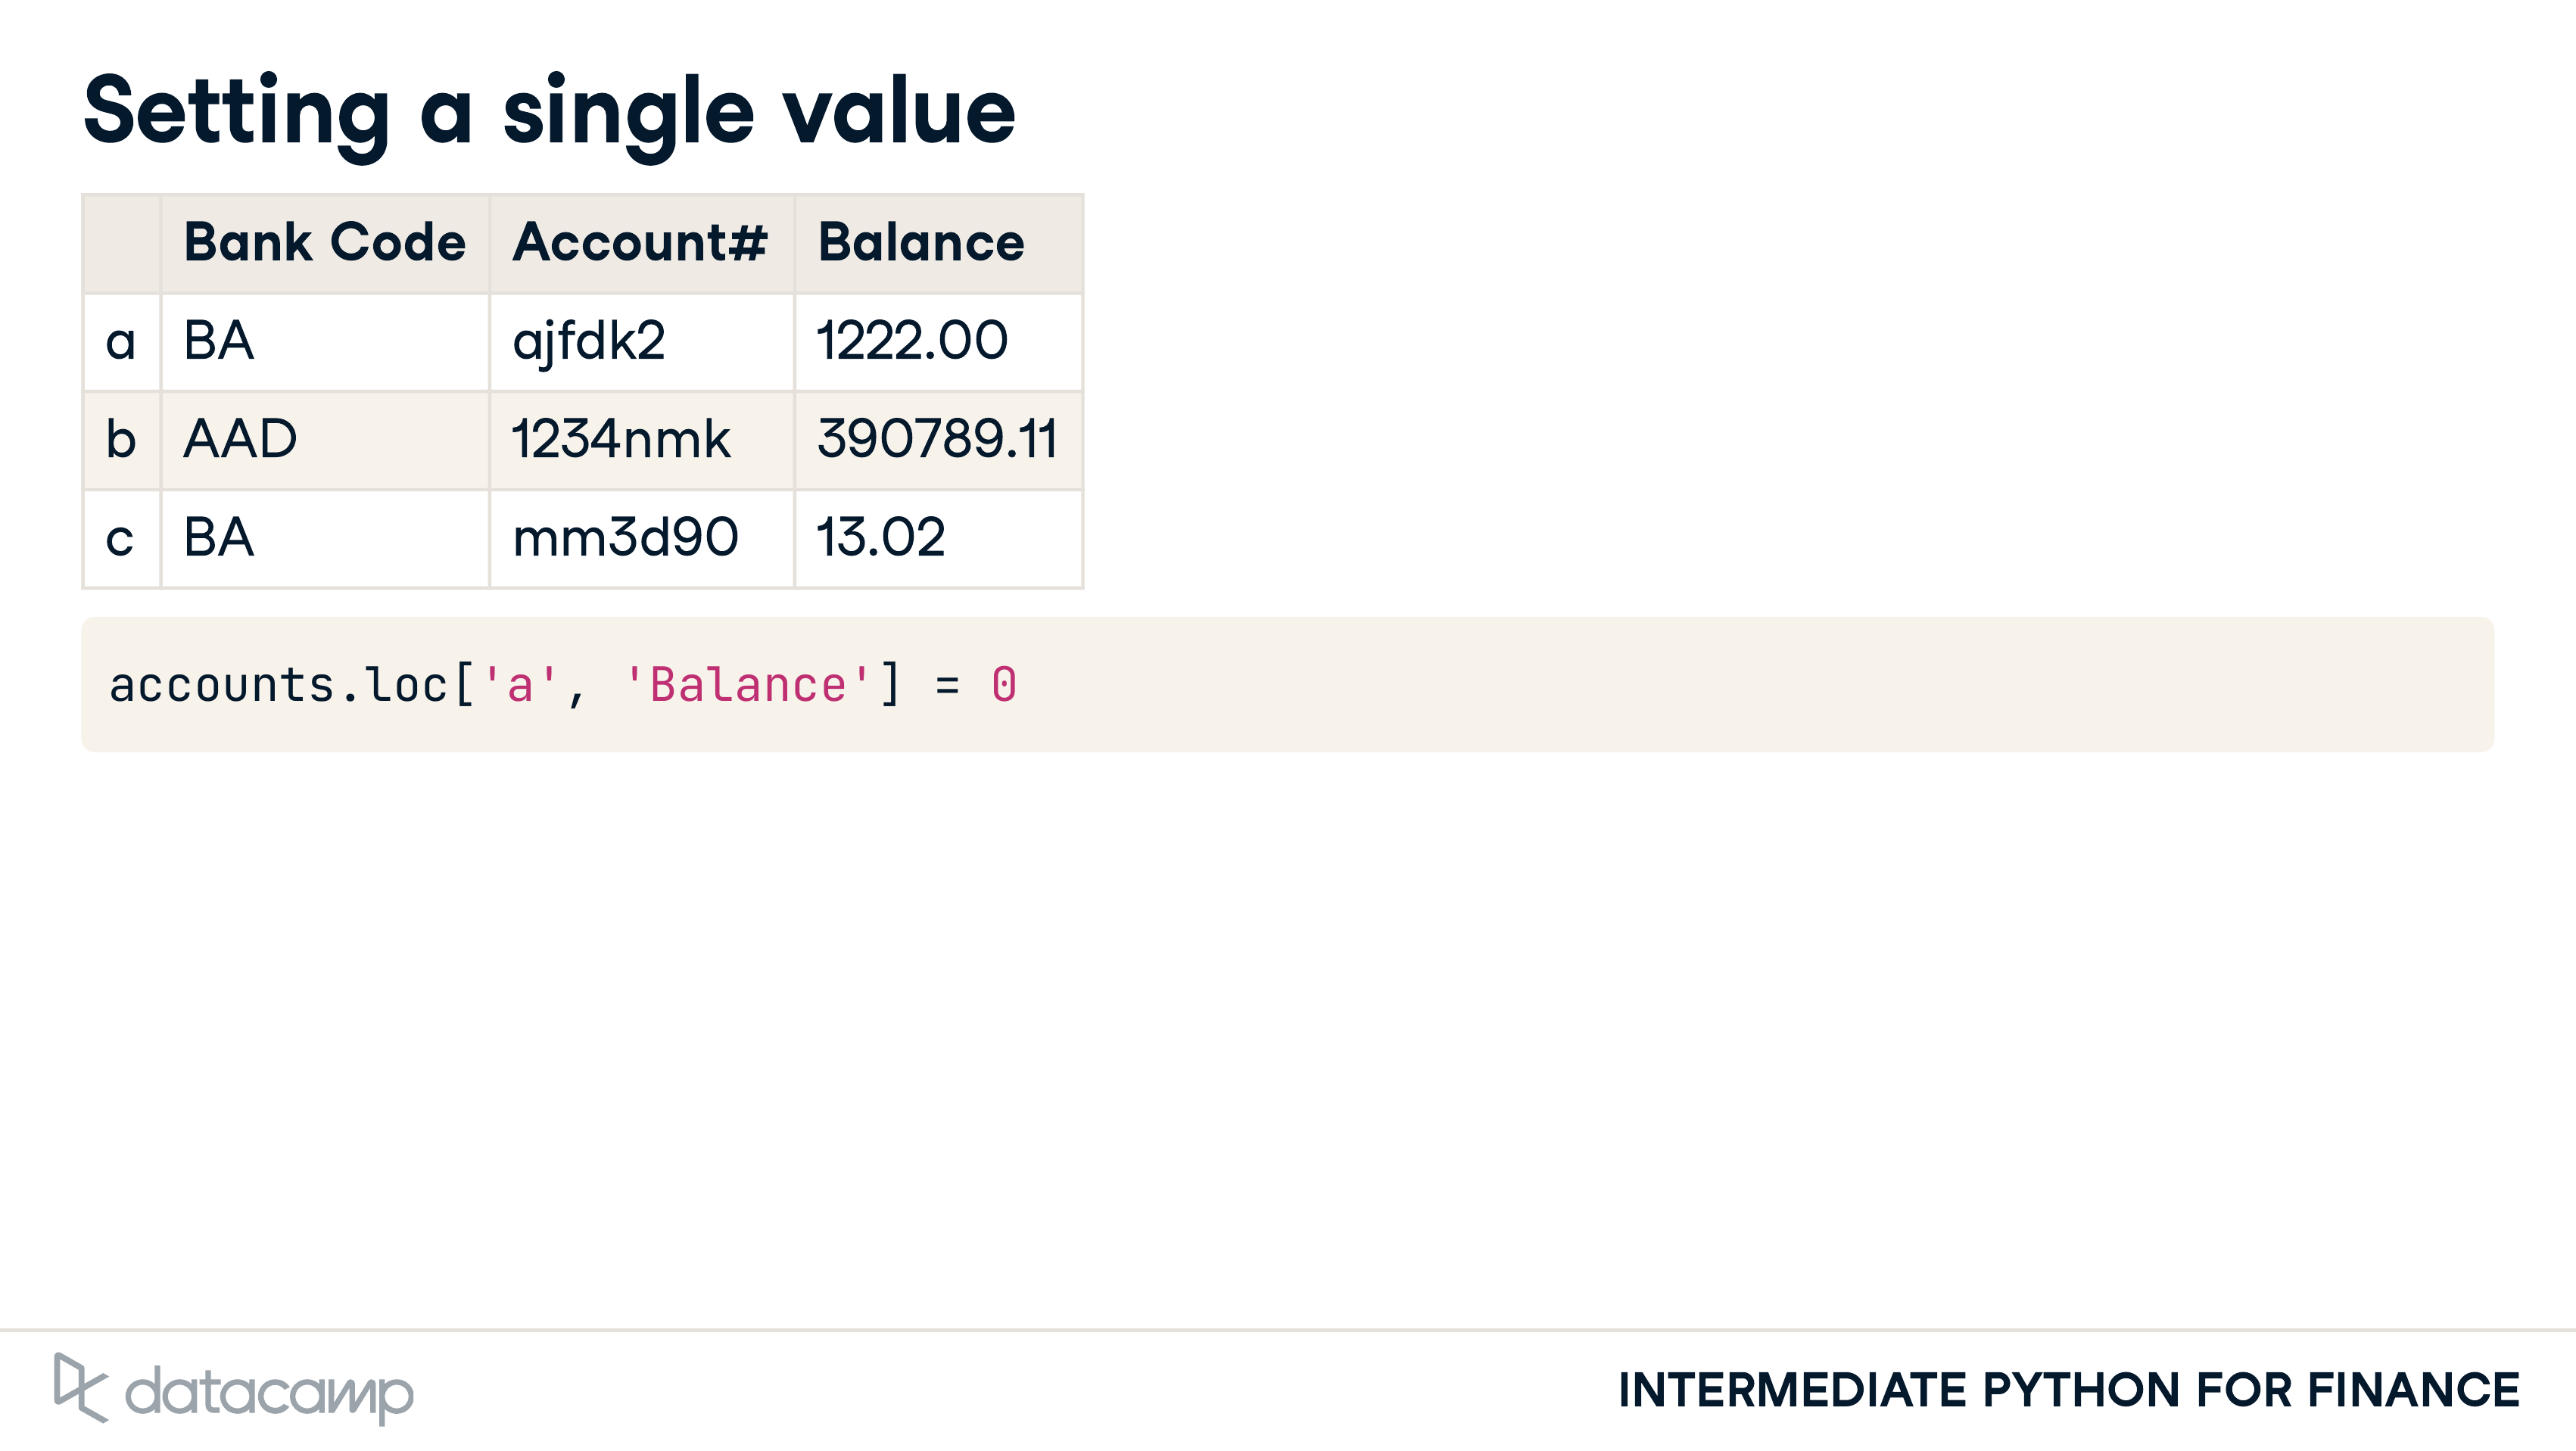 Setting a single value
Bank Code Account# Balance
a BA ajfdk2 1222.00
b AAD 1234nmk 390789.11
c BA mm3d90 13.02
accounts.loc['a', 'Balance'] = 0
datacamp
INTERMEDIATE PYTHON FOR FINANCE